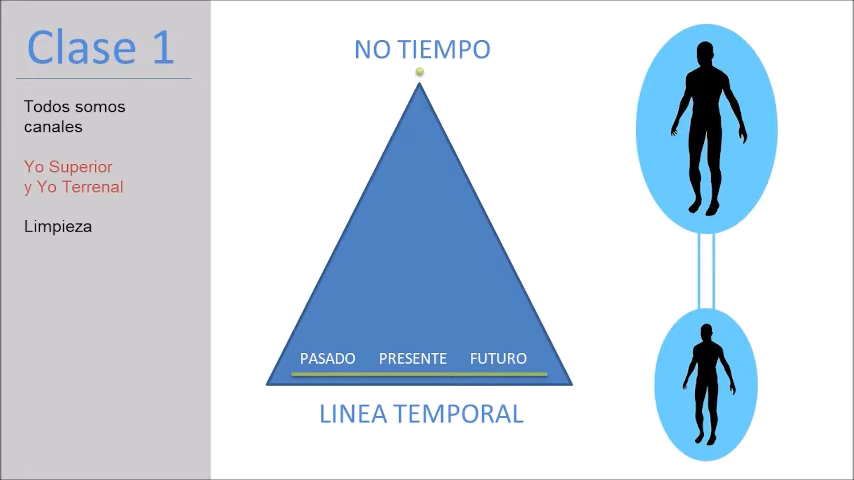 Clase 1
Todos somos
canales
Yo Superior
y Yo Terrenal
Limpieza
NO TIEMPO
PASADO PRESENTE FUTURO
LINEA TEMPORAL